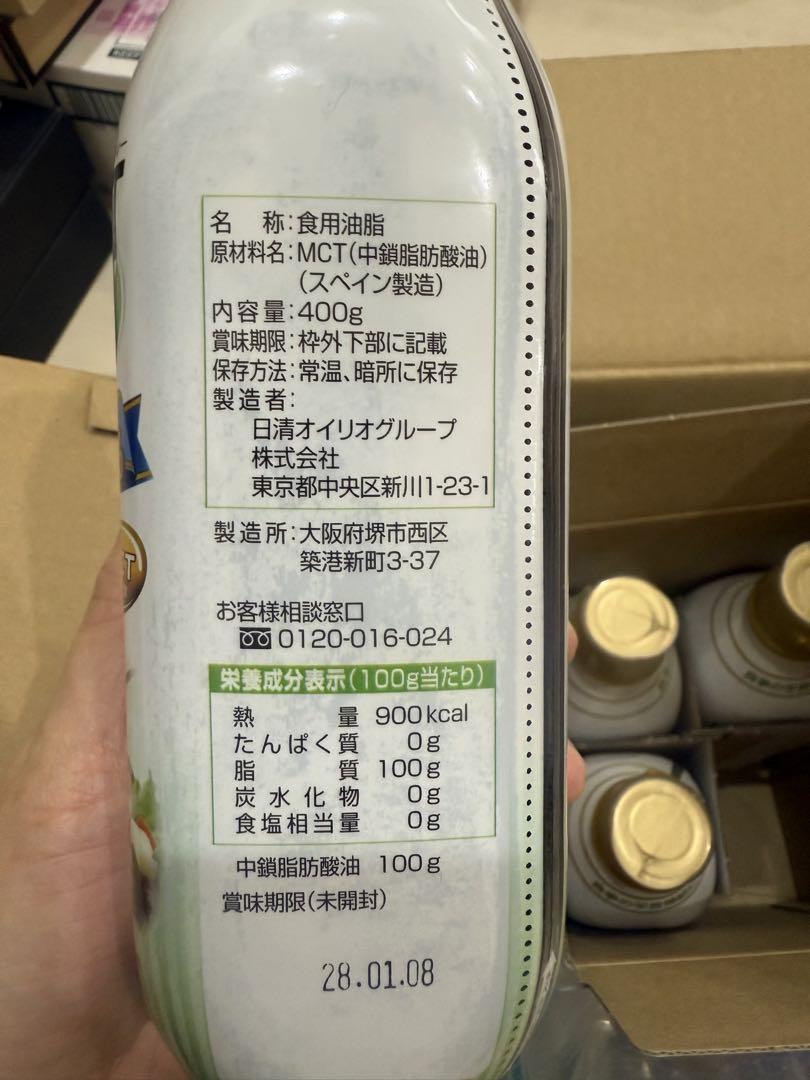 名 称:食用油脂
原材料名:MCT(中鎖脂肪酸油)
(スペイン製造)
内容量:400g
賞味期限:枠外下部に記載
保存方法:常温、暗所に保存
製造者:
日清オイリオグループ
株式会社
東京都中央区新川1-23-1
製造所:大阪府堺市西区
築港新町3-37
お客様相談窓口
0120-016-024
栄養成分表示(100g当たり)
熱量 900kcal
たんぱく質 0g
脂質 100g
炭水化物 0g
食塩相当量 0g
中鎖脂肪酸油 100g
賞味期限(未開封)
28.01.08